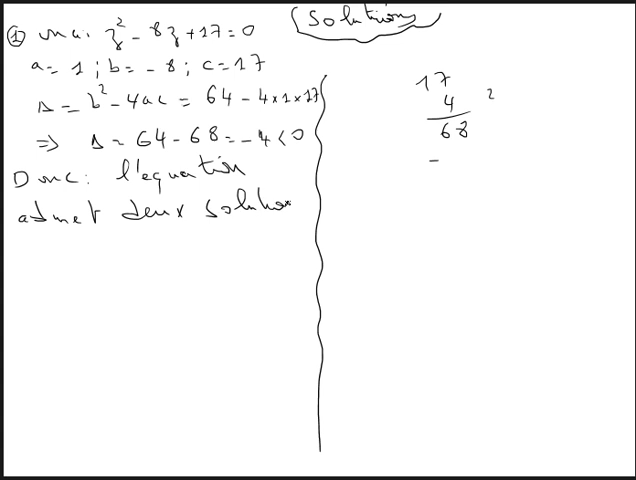 Solutions
① on a: z² - 8z + 17 = 0
a = 1 ; b = - 8 ; c = 17
Δ = b² - 4ac = 64 - 4×1×17
⇒ Δ = 64 - 68 = - 4 < 0
Donc: l'equation
admet deux solution
17
4 2
68
-